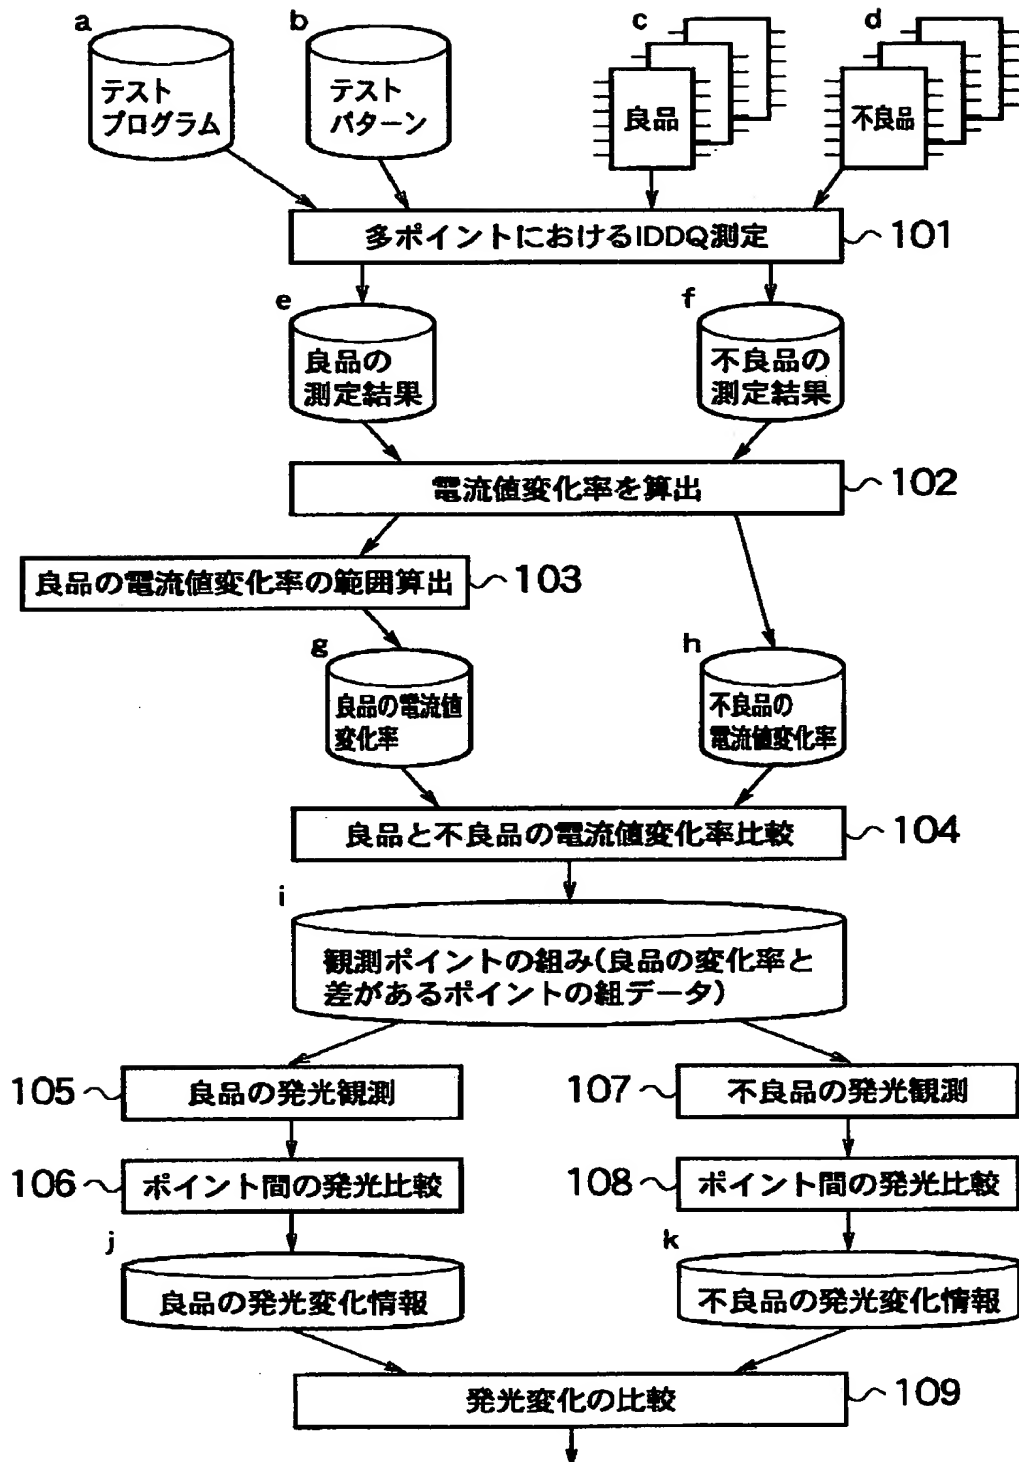 a
b
c
d
テスト
プログラム
テスト
パターン
良品
不良品
多ポイントにおけるIDDQ測定
101
e
f
良品の
測定結果
不良品の
測定結果
電流値変化率を算出
102
良品の電流値変化率の範囲算出
103
g
h
良品の電流値
変化率
不良品の
電流値変化率
良品と不良品の電流値変化率比較
104
i
観測ポイントの組み(良品の変化率と
差があるポイントの組データ)
105
良品の発光観測
107
不良品の発光観測
106
ポイント間の発光比較
108
ポイント間の発光比較
j
k
良品の発光変化情報
不良品の発光変化情報
発光変化の比較
109